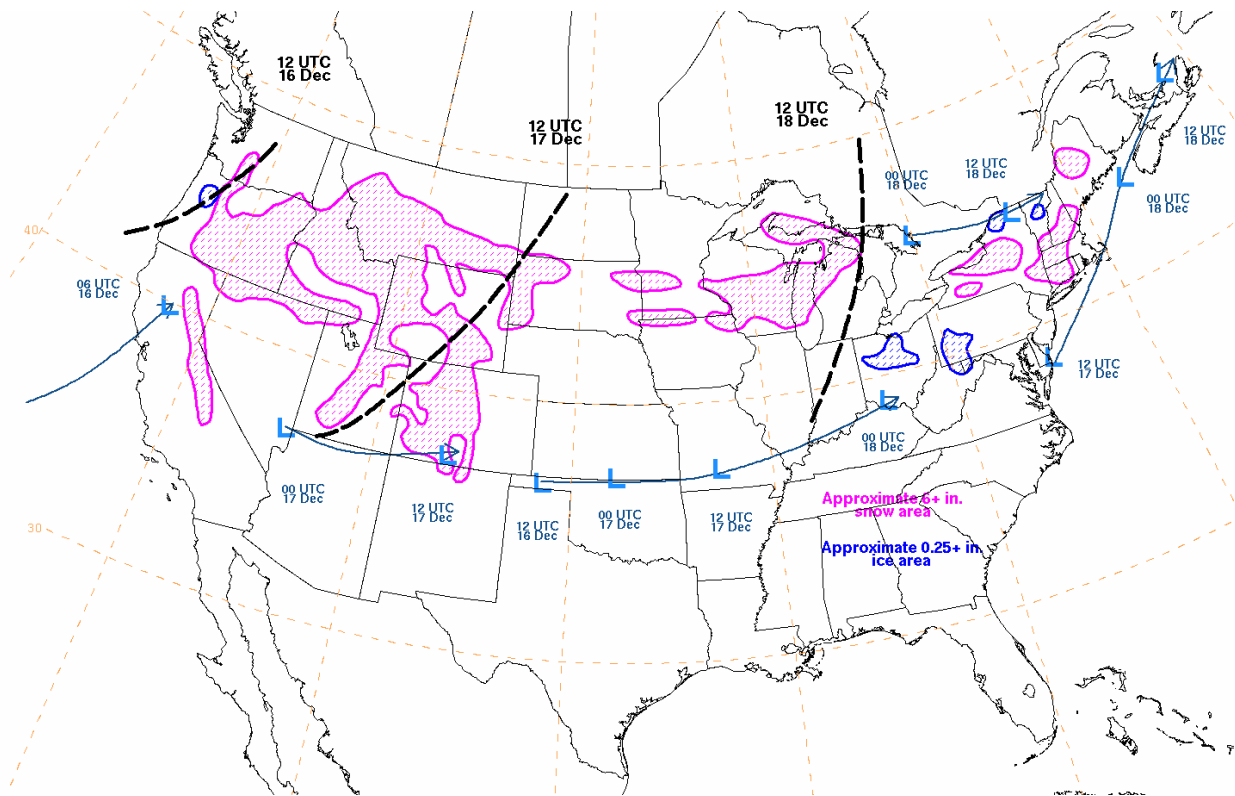 12 UTC
16 Dec
12 UTC
17 Dec
12 UTC
18 Dec
00 UTC
18 Dec
12 UTC
18 Dec
12 UTC
18 Dec
00 UTC
18 Dec
40
06 UTC
16 Dec
L
L
L
L
L
L
L
L
L
L
L
L
12 UTC
17 Dec
00 UTC
18 Dec
00 UTC
17 Dec
12 UTC
17 Dec
12 UTC
16 Dec
00 UTC
17 Dec
12 UTC
17 Dec
30
Approximate 6+ in.
snow area
Approximate 0.25+ in.
ice area